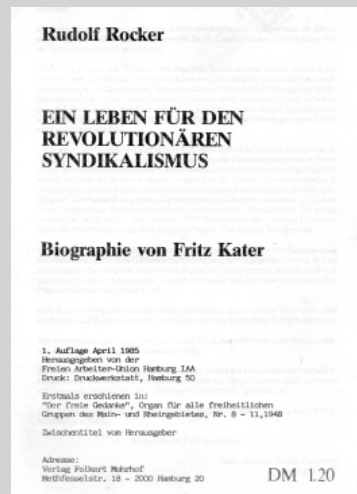 Rudolf Rocker
EIN LEBEN FÜR DEN
REVOLUTIONÄREN
SYNDIKALISMUS
Biographie von Fritz Kater
1. Auflage April 1985
Herausgegeben von der
Freien Arbeiter-Union Hamburg IAA
Druck: Druckwerkstatt, Hamburg 50
Erstmals erschienen in:
"Der freie Gedanke", Organ für alle freiheitlichen
Gruppen des Main- und Rheingebietes, Nr. 8 - 11,1948
Zwischentitel vom Herausgeber
Adresse:
Verlag Folkert Mohrhof
Methfesselstr. 18 - 2000 Hamburg 20
DM 1.20